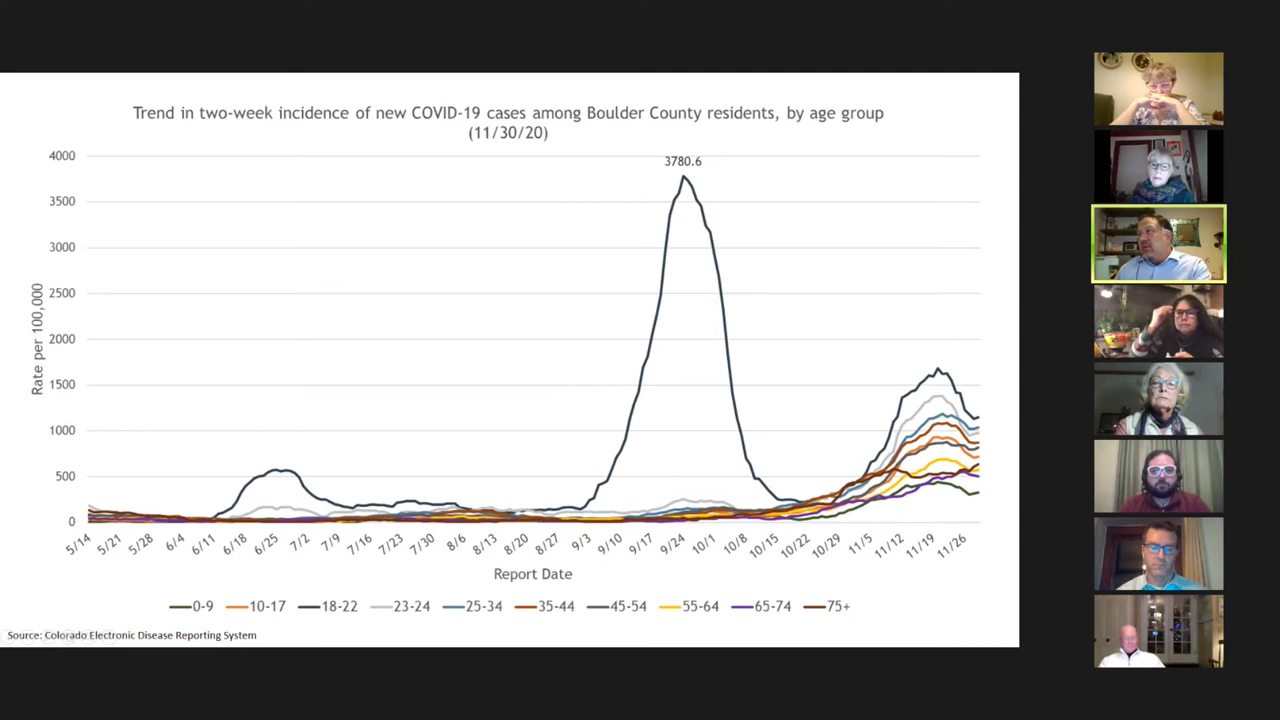 Trend in two-week incidence of new COVID-19 cases among Boulder County residents, by age group
(11/30/20)
3780.6
4000
3500
3000
2500
2000
1500
1000
500
0
Rate per 100,000
5/14 5/21 5/28 6/4 6/11 6/18 6/25 7/2 7/9 7/16 7/23 7/30 8/6 8/13 8/20 8/27 9/3 9/10 9/17 9/24 10/1 10/8 10/15 10/22 10/29 11/5 11/12 11/19 11/26
Report Date
0-9 10-17 18-22 23-24 25-34 35-44 45-54 55-64 65-74 75+
Source: Colorado Electronic Disease Reporting System